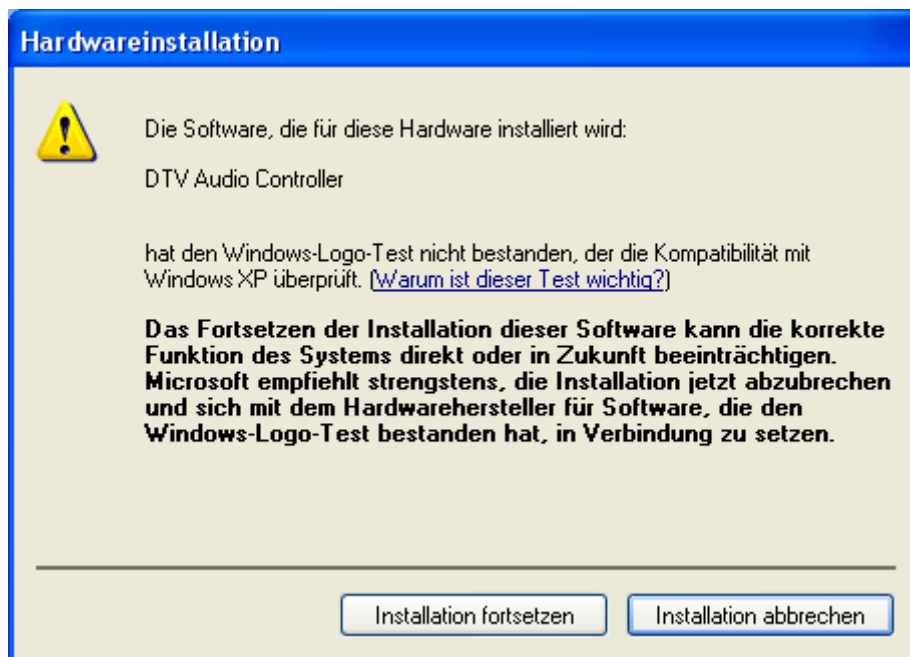 Hardwareinstallation
Die Software, die für diese Hardware installiert wird:
DTV Audio Controller
hat den Windows-Logo-Test nicht bestanden, der die Kompatibilität mit
Windows XP überprüft. (Warum ist dieser Test wichtig?)
Das Fortsetzen der Installation dieser Software kann die korrekte
Funktion des Systems direkt oder in Zukunft beeinträchtigen.
Microsoft empfiehlt strengstens, die Installation jetzt abzubrechen
und sich mit dem Hardwarehersteller für Software, die den
Windows-Logo-Test bestanden hat, in Verbindung zu setzen.
Installation fortsetzen
Installation abbrechen